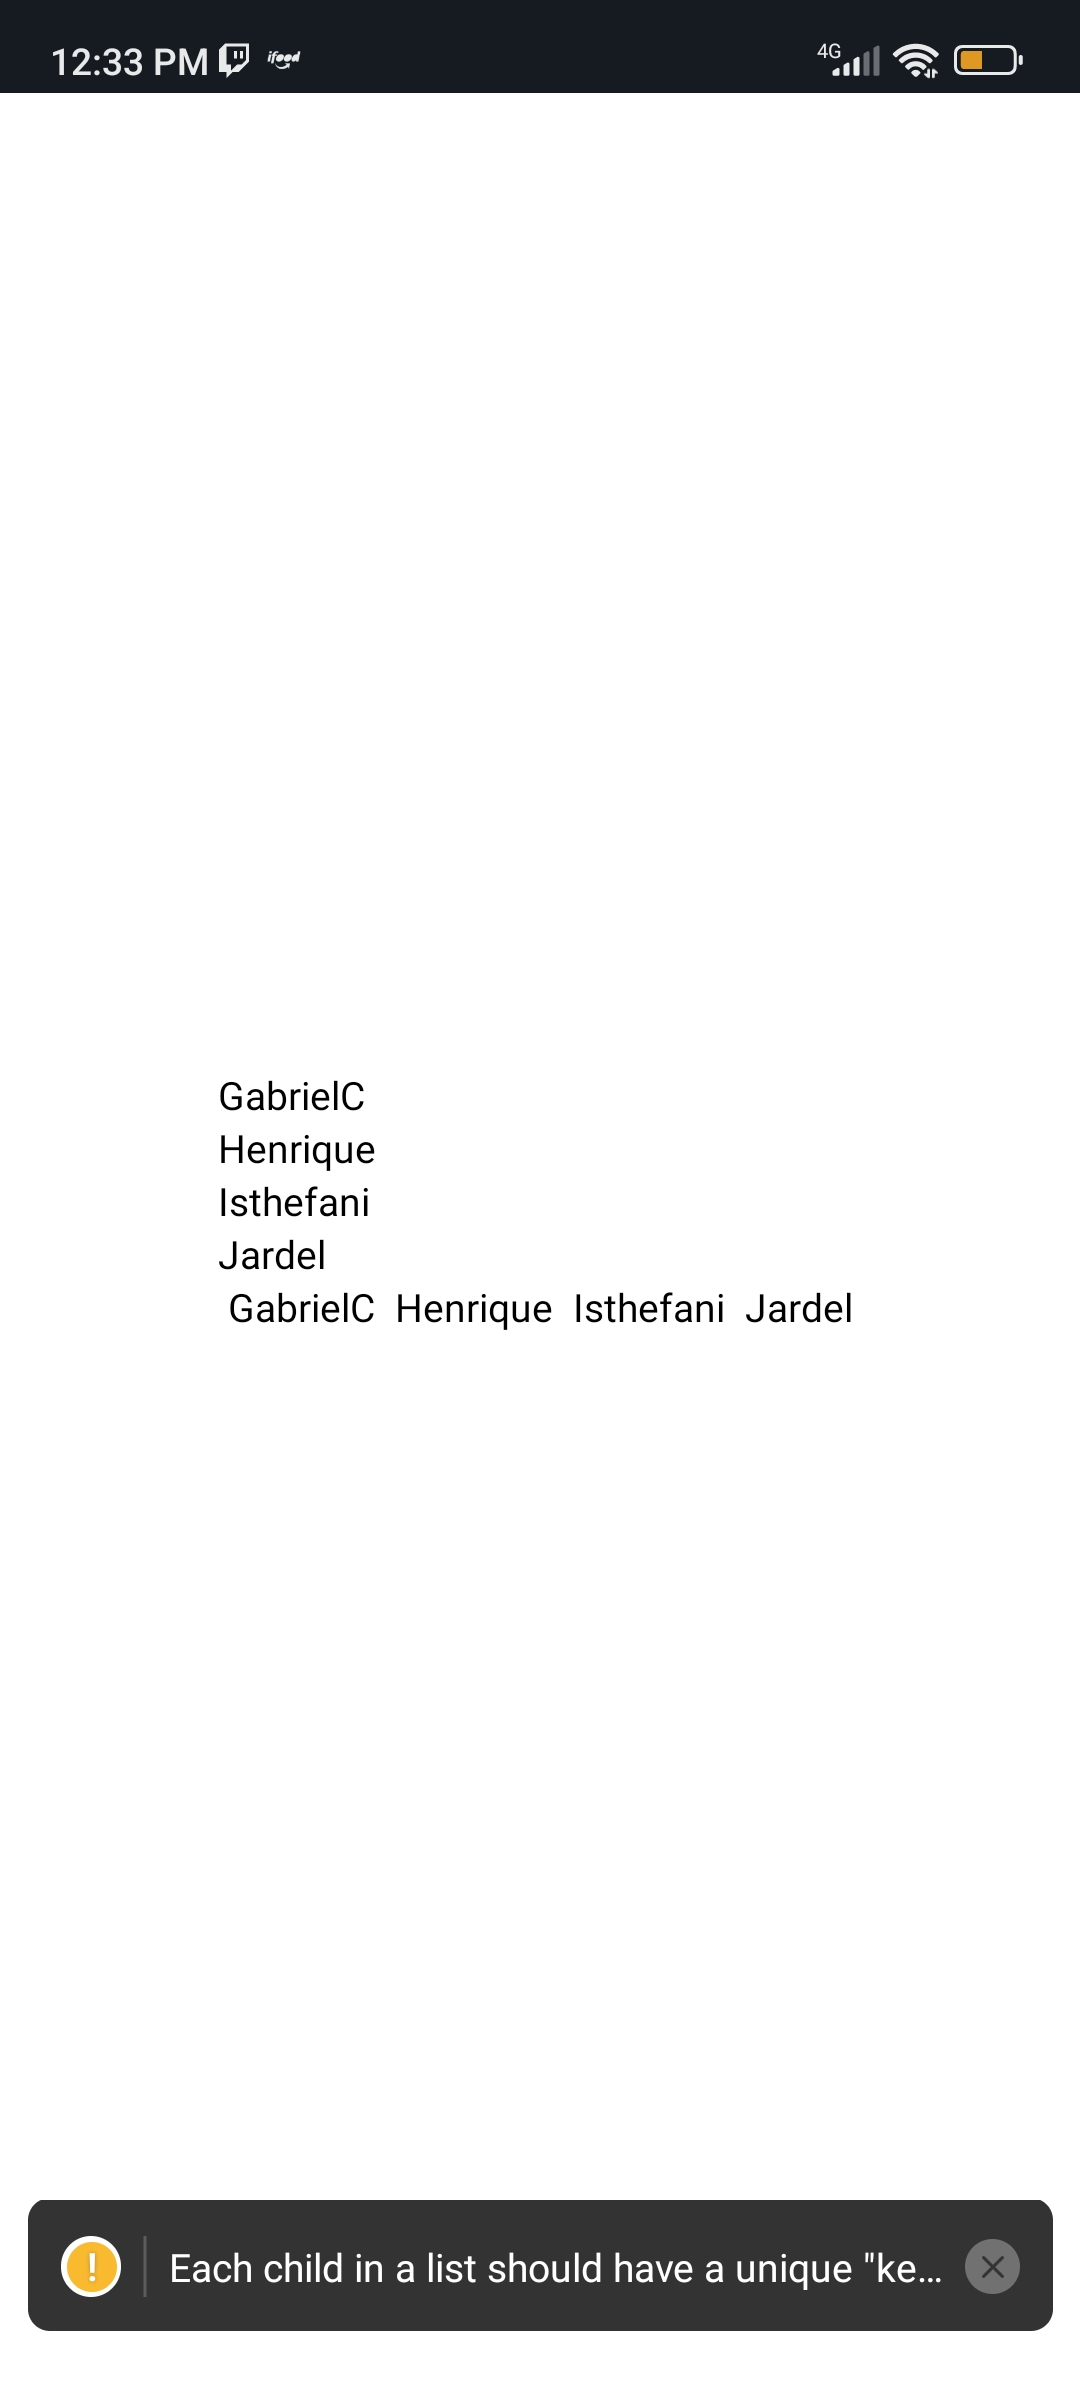 12:33 PM ifood 4G
GabrielC
Henrique
Isthefani
Jardel
GabrielC Henrique Isthefani Jardel
! Each child in a list should have a unique "ke...